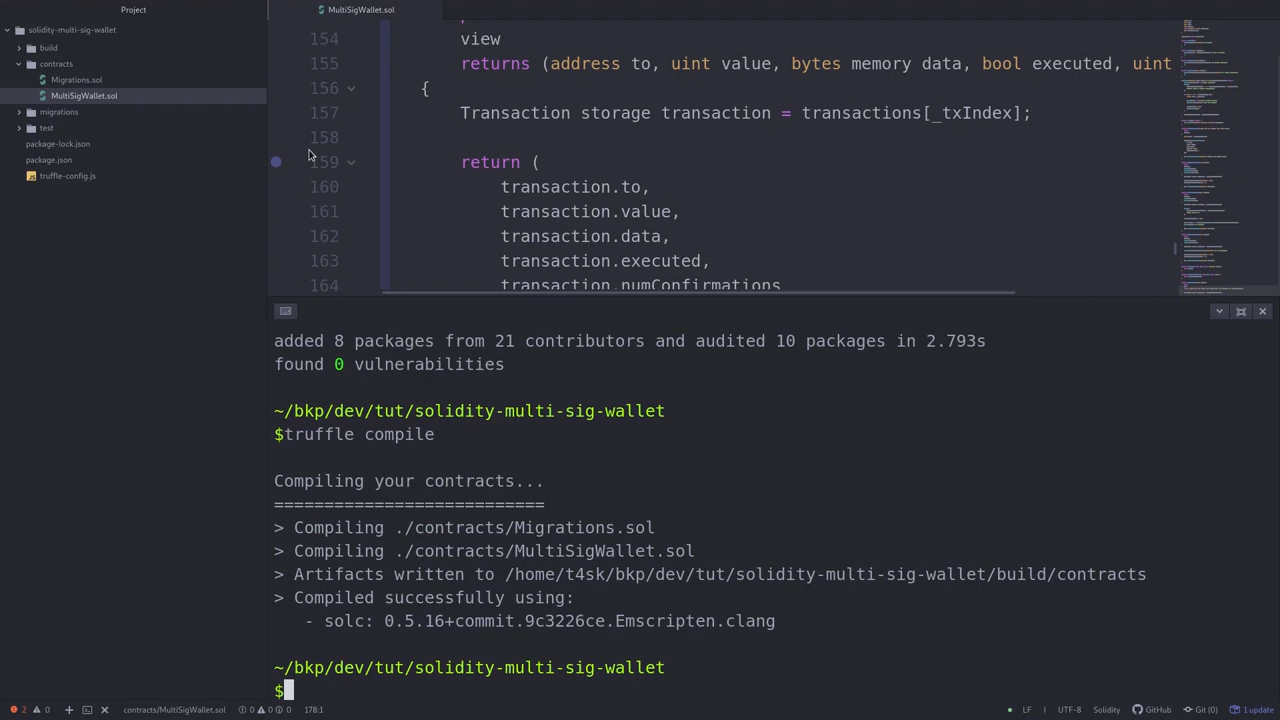 Project
MultiSigWallet.sol
solidity-multi-sig-wallet
build
contracts
Migrations.sol
MultiSigWallet.sol
migrations
test
package-lock.json
package.json
truffle-config.js
154 view
155 returns (address to, uint value, bytes memory data, bool executed, uint
156 {
157 Transaction storage transaction = transactions[_txIndex];
158
159 return (
160 transaction.to,
161 transaction.value,
162 transaction.data,
163 transaction.executed,
164 transaction.numConfirmations
added 8 packages from 21 contributors and audited 10 packages in 2.793s
found 0 vulnerabilities
~/bkp/dev/tut/solidity-multi-sig-wallet
$truffle compile
Compiling your contracts...
===========================
> Compiling ./contracts/Migrations.sol
> Compiling ./contracts/MultiSigWallet.sol
> Artifacts written to /home/t4sk/bkp/dev/tut/solidity-multi-sig-wallet/build/contracts
> Compiled successfully using:
- solc: 0.5.16+commit.9c3226ce.Emscripten.clang
~/bkp/dev/tut/solidity-multi-sig-wallet
$
2 0 contracts/MultiSigWallet.sol 0 0 0 178:1 LF UTF-8 Solidity GitHub Git (0) 1 update